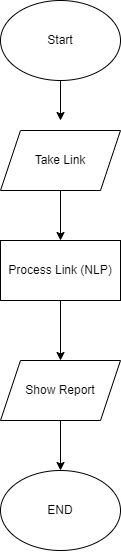 Start
Take Link
Process Link (NLP)
Show Report
END